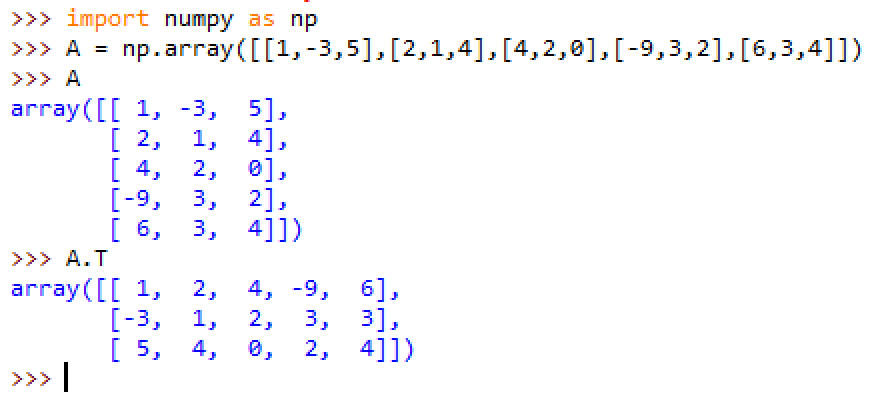 >>> import numpy as np
>>> A = np.array([[1,-3,5],[2,1,4],[4,2,0],[-9,3,2],[6,3,4]])
>>> A
array([[ 1, -3,  5],
       [ 2,  1,  4],
       [ 4,  2,  0],
       [-9,  3,  2],
       [ 6,  3,  4]])
>>> A.T
array([[ 1,  2,  4, -9,  6],
       [-3,  1,  2,  3,  3],
       [ 5,  4,  0,  2,  4]])
>>>